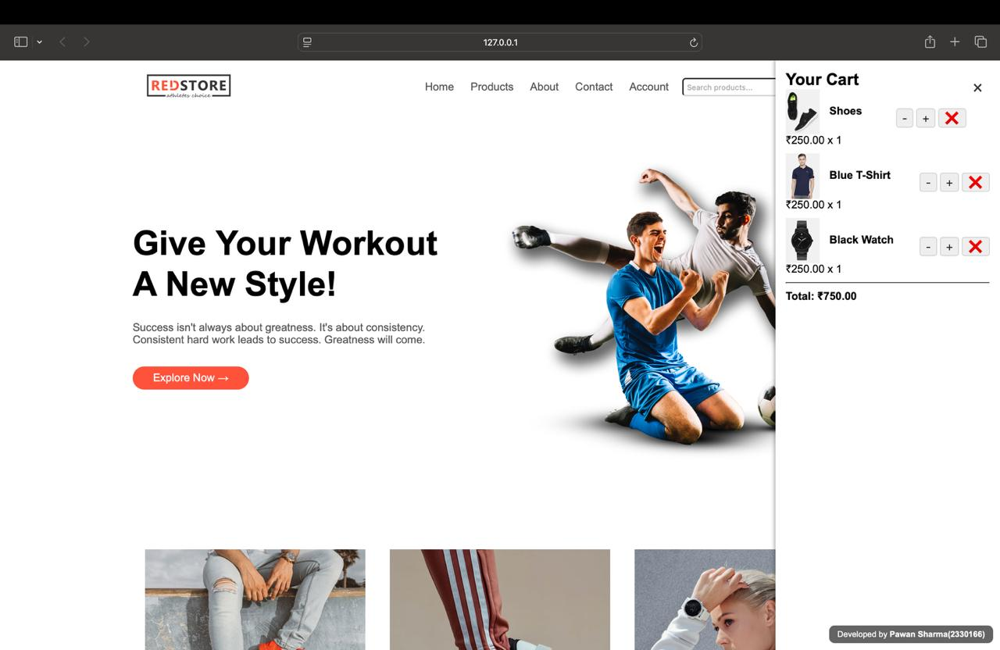 127.0.0.1
REDSTORE
athletes choice
Home Products About Contact Account Search products...
Give Your Workout
A New Style!
Success isn't always about greatness. It's about consistency.
Consistent hard work leads to success. Greatness will come.
Explore Now →
Your Cart
×
Shoes - +
₹250.00 x 1
Blue T-Shirt - +
₹250.00 x 1
Black Watch - +
₹250.00 x 1
Total: ₹750.00
Developed by Pawan Sharma(2330166)